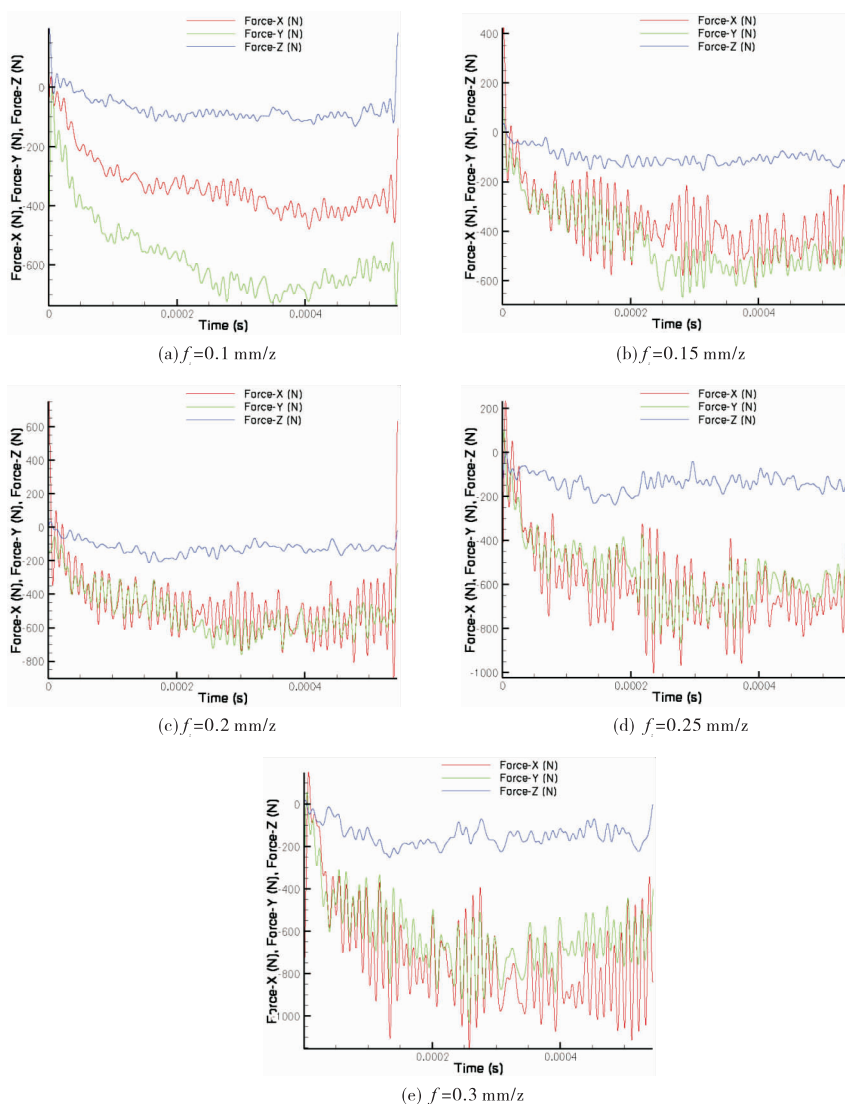 Force-X (N)
Force-Y (N)
Force-Z (N)
Force-X (N), Force-Y (N), Force-Z (N)
0
-200
-400
-600
0
0.0002
0.0004
Time (s)
(a) f_z=0.1 mm/z
Force-X (N)
Force-Y (N)
Force-Z (N)
Force-X (N), Force-Y (N), Force-Z (N)
400
200
0
-200
-400
-600
0
0.0002
0.0004
Time (s)
(b) f_z=0.15 mm/z
Force-X (N)
Force-Y (N)
Force-Z (N)
Force-X (N), Force-Y (N), Force-Z (N)
600
400
200
0
-200
-400
-600
-800
0
0.0002
0.0004
Time (s)
(c) f_z=0.2 mm/z
Force-X (N)
Force-Y (N)
Force-Z (N)
Force-X (N), Force-Y (N), Force-Z (N)
200
0
-200
-400
-600
-800
-1000
0
0.0002
0.0004
Time (s)
(d) f_z=0.25 mm/z
Force-X (N)
Force-Y (N)
Force-Z (N)
Force-X (N), Force-Y (N), Force-Z (N)
0
-200
-400
-600
-800
-1000
0.0002
0.0004
Time (s)
(e) f=0.3 mm/z